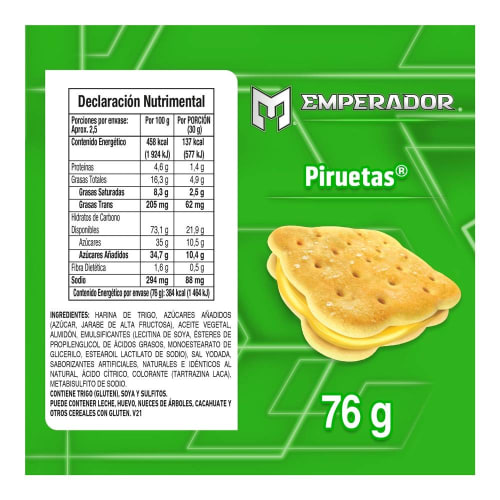 Declaración Nutrimental
Porciones por envase: Aprox. 2,5 Por 100 g Por PORCIÓN (30 g)
Contenido Energético 458 kcal (1 924 kJ) 137 kcal (577 kJ)
Proteínas 4,6 g 1,4 g
Grasas Totales 16,3 g 4,9 g
Grasas Saturadas 8,3 g 2,5 g
Grasas Trans 205 mg 62 mg
Hidratos de Carbono
Disponibles 73,1 g 21,9 g
Azúcares 35 g 10,5 g
Azúcares Añadidos 34,7 g 10,4 g
Fibra Dietética 1,6 g 0,5 g
Sodio 294 mg 88 mg
Contenido Energético por envase (76 g): 384 kcal (1 464 kJ)
INGREDIENTES: HARINA DE TRIGO, AZÚCARES AÑADIDOS
(AZÚCAR, JARABE DE ALTA FRUCTOSA), ACEITE VEGETAL,
ALMIDÓN, EMULSIFICANTES (LECITINA DE SOYA, ÉSTERES
DE PROPILENGLICOL DE ÁCIDOS GRASOS, MONOESTEARATO DE
GLICERILO, ESTEAROIL LACTILATO DE SODIO), SAL YODADA,
SABORIZANTES ARTIFICIALES, NATURALES E IDÉNTICOS AL
NATURAL, ÁCIDO CÍTRICO, COLORANTE (TARTRAZINA LACA),
METABISULFITO DE SODIO.
CONTIENE TRIGO (GLUTEN), SOYA Y SULFITOS.
PUEDE CONTENER LECHE, HUEVO, NUECES DE ÁRBOLES, CACAHUATE Y
OTROS CEREALES CON GLUTEN. V21
EMPERADOR®
Piruetas®
76 g